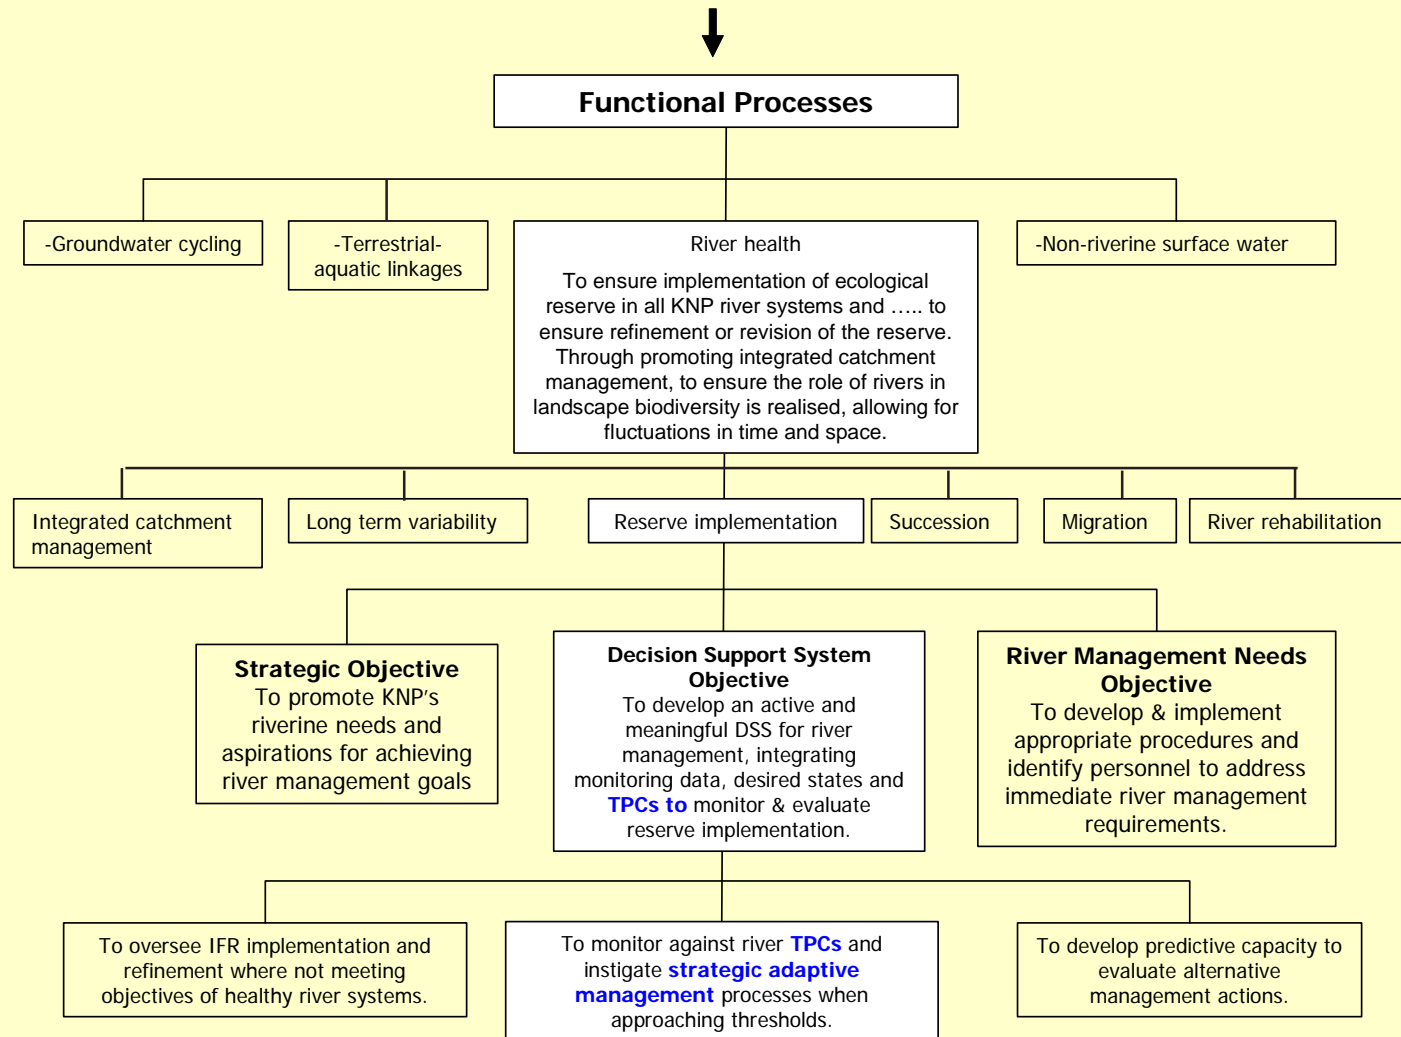 Functional Processes
-Groundwater cycling
-Terrestrial-
aquatic linkages
River health
To ensure implementation of ecological
reserve in all KNP river systems and ….. to
ensure refinement or revision of the reserve.
Through promoting integrated catchment
management, to ensure the role of rivers in
landscape biodiversity is realised, allowing for
fluctuations in time and space.
-Non-riverine surface water
Integrated catchment
management
Long term variability
Reserve implementation
Succession
Migration
River rehabilitation
Strategic Objective
To promote KNP's
riverine needs and
aspirations for achieving
river management goals
Decision Support System
Objective
To develop an active and
meaningful DSS for river
management, integrating
monitoring data, desired states and
TPCs to monitor & evaluate
reserve implementation.
River Management Needs
Objective
To develop & implement
appropriate procedures and
identify personnel to address
immediate river management
requirements.
To oversee IFR implementation and
refinement where not meeting
objectives of healthy river systems.
To monitor against river TPCs and
instigate strategic adaptive
management processes when
approaching thresholds.
To develop predictive capacity to
evaluate alternative
management actions.